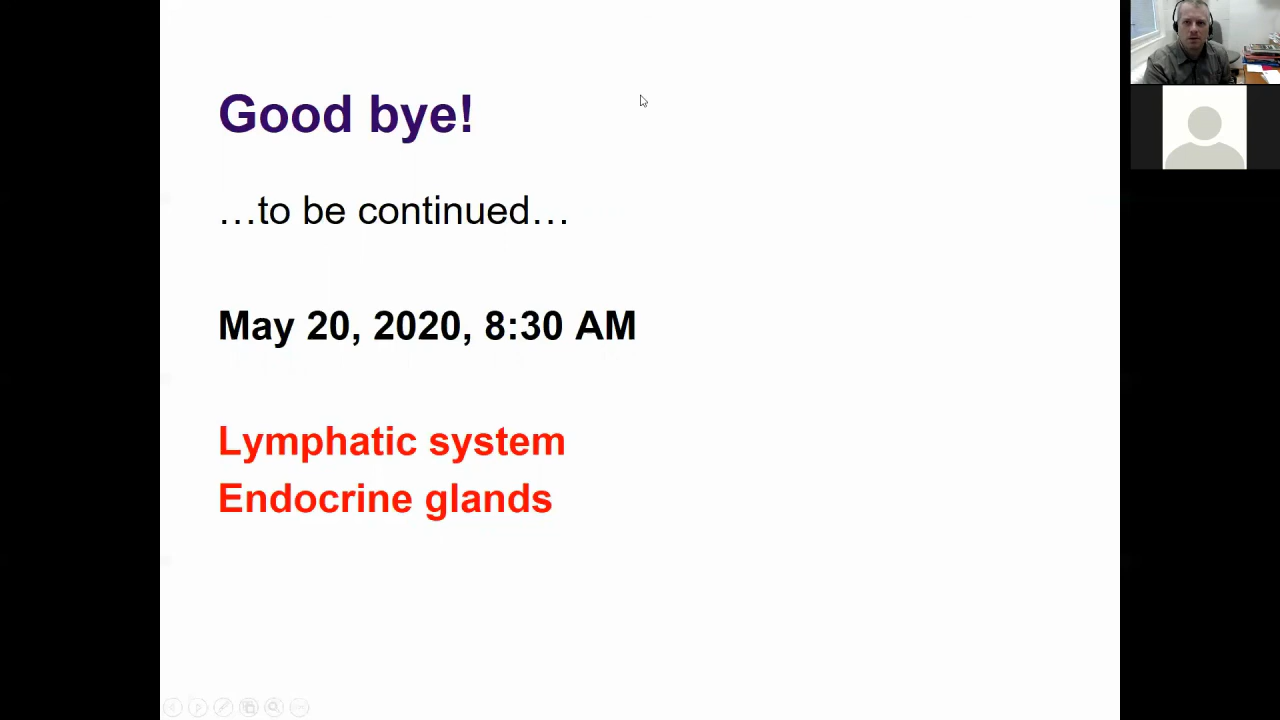 Good bye!
…to be continued…
May 20, 2020, 8:30 AM
Lymphatic system
Endocrine glands